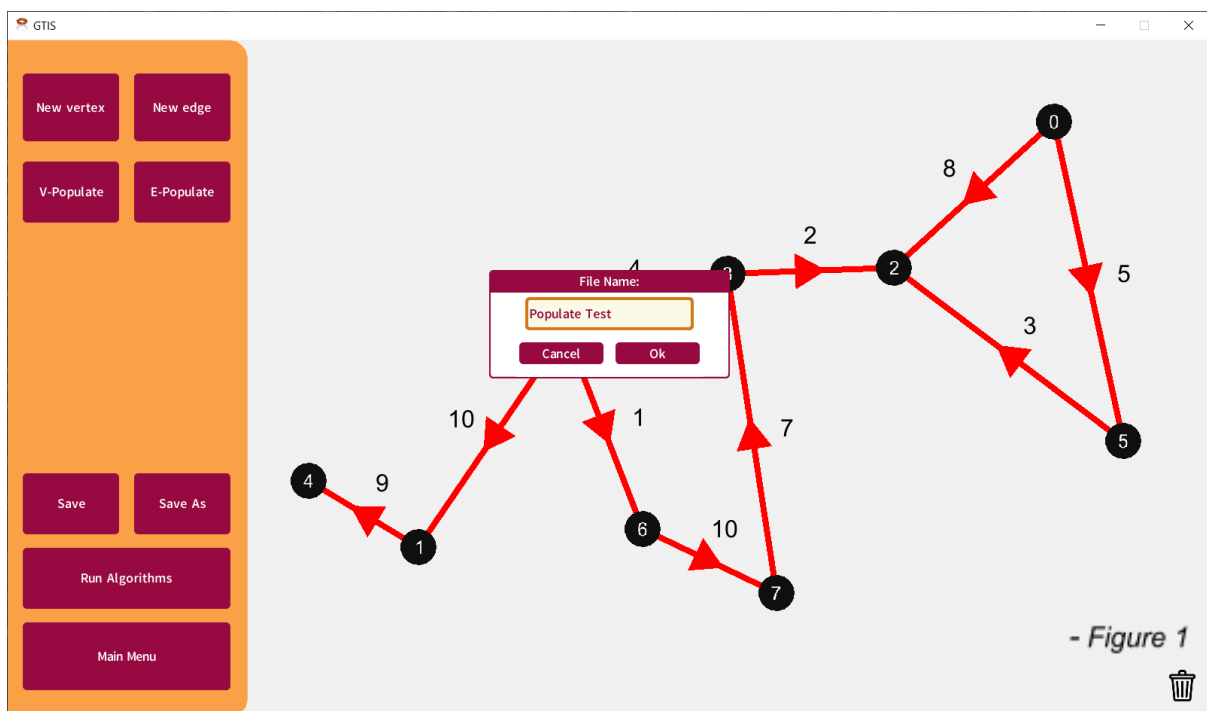 GTIS
New vertex
New edge
V-Populate
E-Populate
Save
Save As
Run Algorithms
Main Menu
0
8
2
2
5
3
5
File Name:
Populate Test
Cancel
Ok
10
1
7
4
9
1
6
10
7
- Figure 1